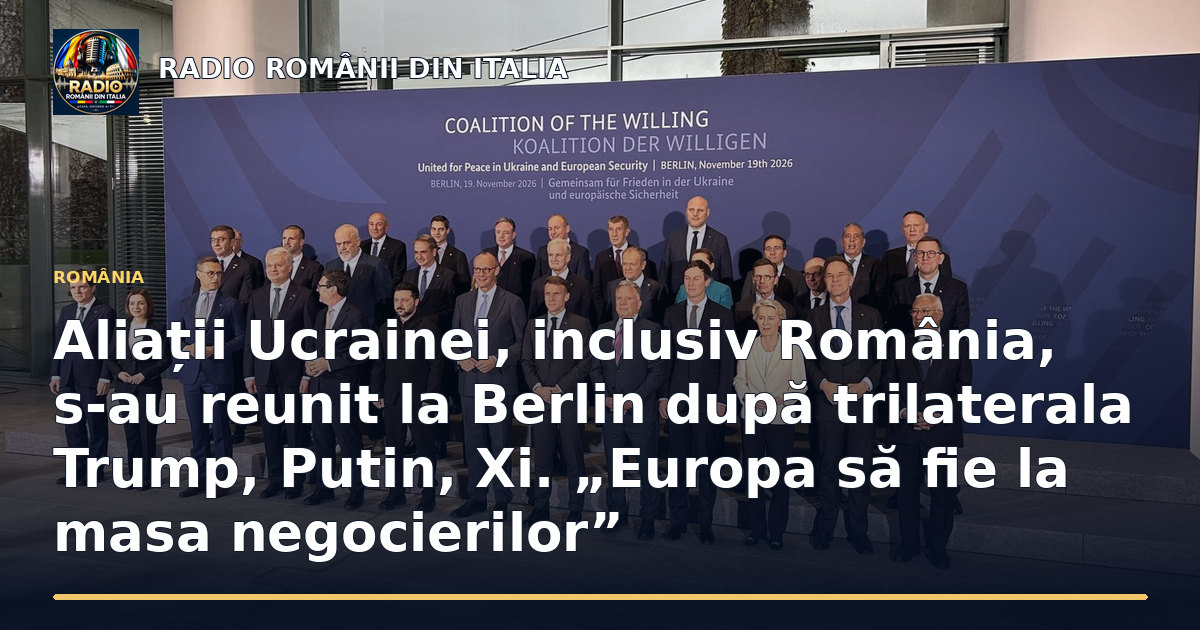 RADIO
ROMÂNII DIN ITALIA
RADIO ROMÂNII DIN ITALIA
COALITION OF THE WILLING
KOALITION DER WILLIGEN
United for Peace in Ukraine and European Security | BERLIN, November 19th 2026
BERLIN, 19. November 2026 | Gemeinsam für Frieden in der Ukraine
und europäische Sicherheit
ROMÂNIA
Aliații Ucrainei, inclusiv România,
s-au reunit la Berlin după trilaterala
Trump, Putin, Xi. „Europa să fie la
masa negocierilor”